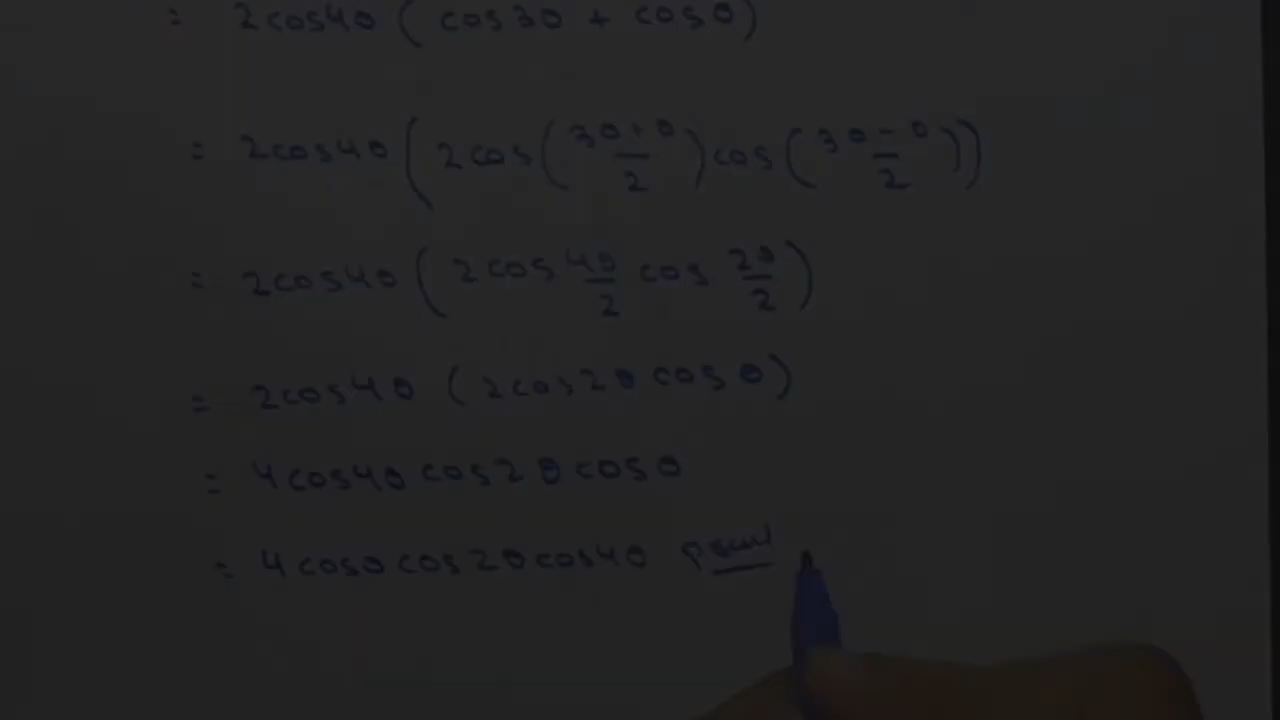 = 2cos4θ ( cos3θ + cosθ)
= 2cos4θ ( 2cos ( 3θ+θ / 2 ) cos ( 3θ-θ / 2 ))
= 2cos4θ ( 2cos 4θ/2 cos 2θ/2 )
= 2cos4θ ( 2cos2θ cosθ)
= 4cos4θ cos2θ cosθ
= 4cosθ cos2θ cos4θ